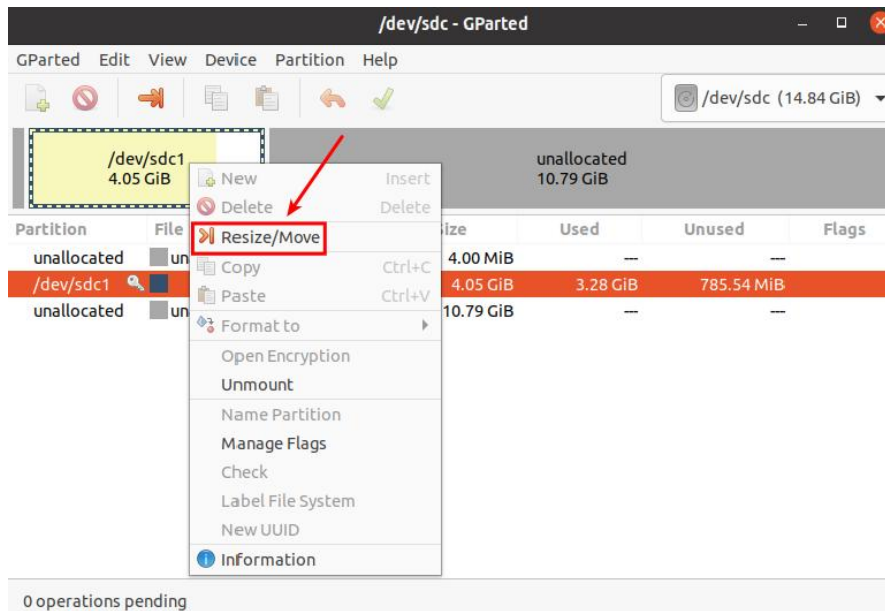 /dev/sdc - GParted
GParted Edit View Device Partition Help
/dev/sdc (14.84 GiB)
/dev/sdc1
4.05 GiB
unallocated
10.79 GiB
New Insert
Delete Delete
Resize/Move
Copy Ctrl+C
Paste Ctrl+V
Format to
Open Encryption
Unmount
Name Partition
Manage Flags
Check
Label File System
New UUID
Information
Partition File Used Unused Flags
unallocated un 4.00 MiB --- ---
/dev/sdc1 4.05 GiB 3.28 GiB 785.54 MiB
unallocated un 10.79 GiB --- ---
0 operations pending